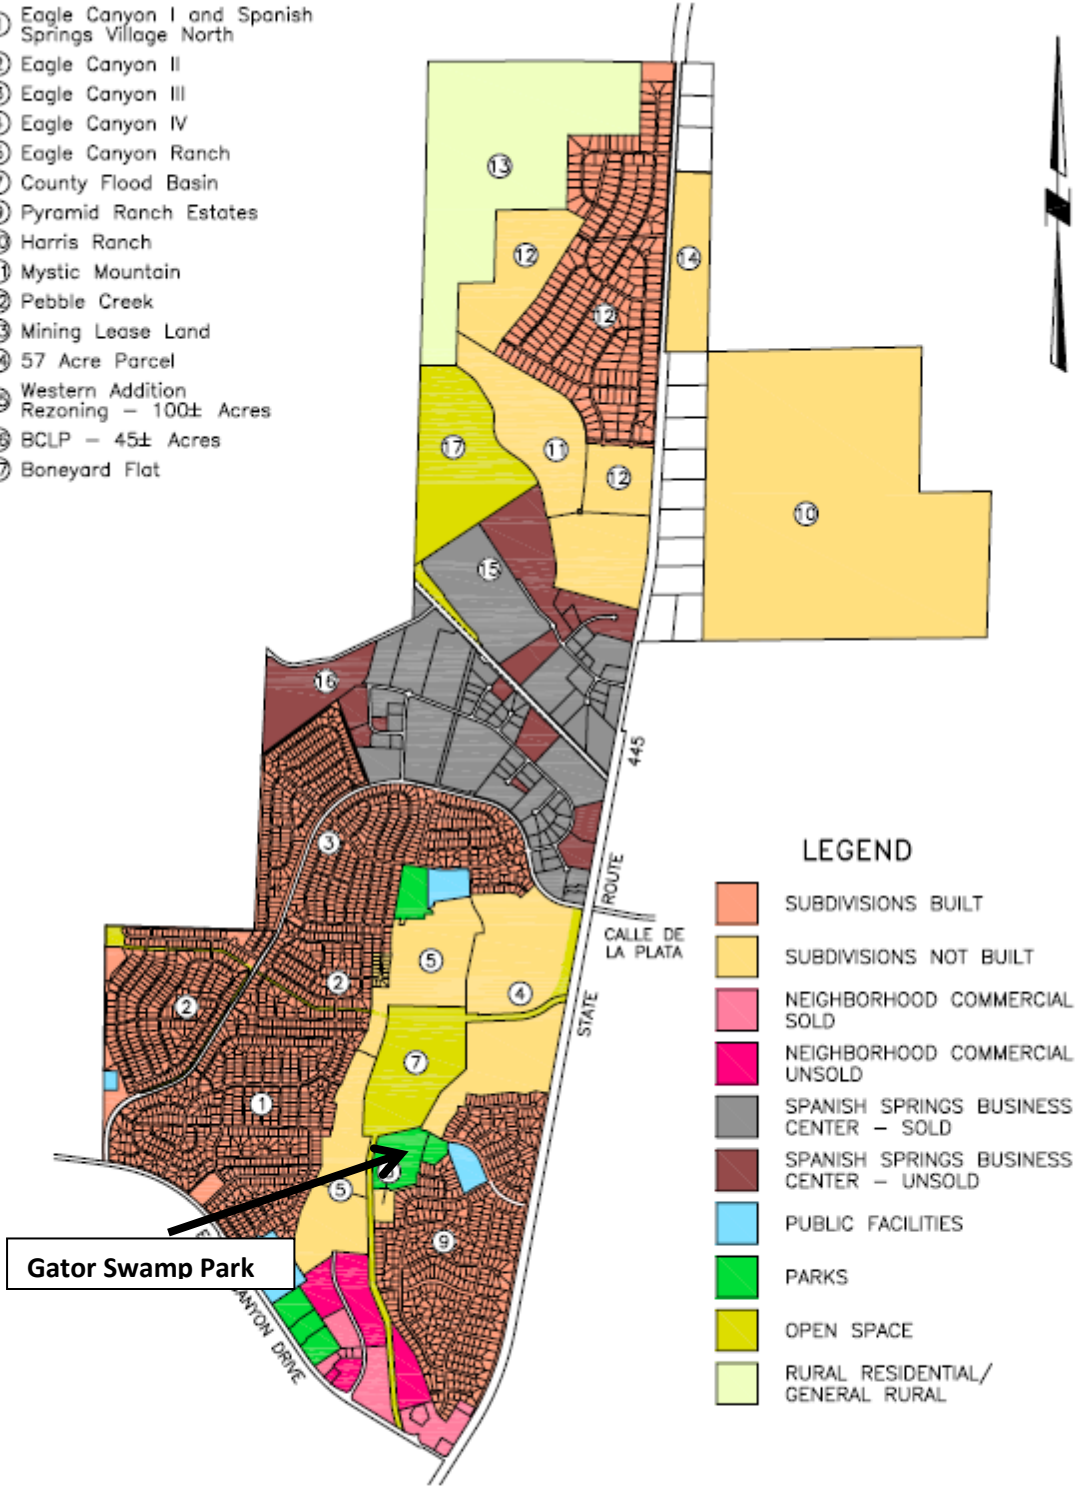 Eagle Canyon I and Spanish
Springs Village North
Eagle Canyon II
Eagle Canyon III
Eagle Canyon IV
Eagle Canyon Ranch
County Flood Basin
Pyramid Ranch Estates
Harris Ranch
Mystic Mountain
Pebble Creek
Mining Lease Land
57 Acre Parcel
Western Addition
Rezoning – 100± Acres
BCLP – 45± Acres
Boneyard Flat
13
12
14
12
17
11
12
10
15
16
445
3
ROUTE
CALLE DE
LA PLATA
5
2
4
2
STATE
7
1
5
9
Gator Swamp Park
ANYON DRIVE
LEGEND
SUBDIVISIONS BUILT
SUBDIVISIONS NOT BUILT
NEIGHBORHOOD COMMERCIAL
SOLD
NEIGHBORHOOD COMMERCIAL
UNSOLD
SPANISH SPRINGS BUSINESS
CENTER – SOLD
SPANISH SPRINGS BUSINESS
CENTER – UNSOLD
PUBLIC FACILITIES
PARKS
OPEN SPACE
RURAL RESIDENTIAL/
GENERAL RURAL